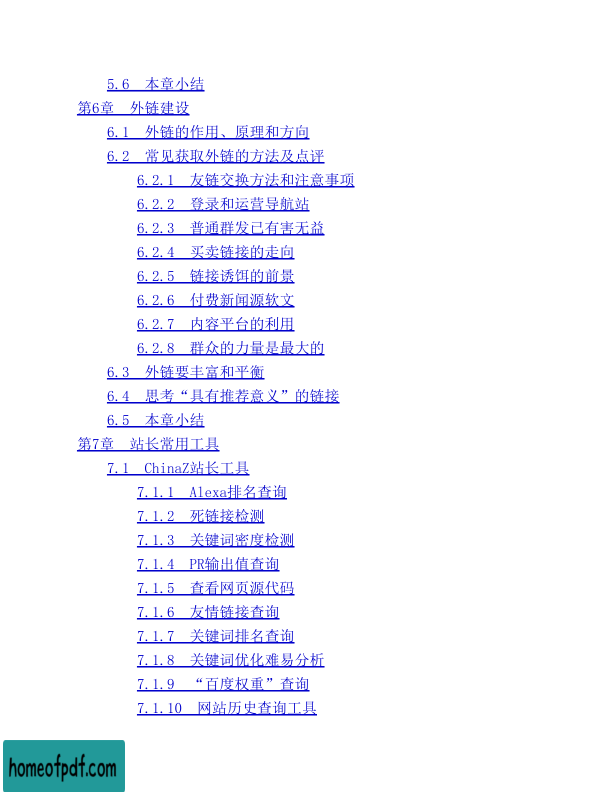 5.6 本章小结
第6章 外链建设
6.1 外链的作用、原理和方向
6.2 常见获取外链的方法及点评
6.2.1 友链交换方法和注意事项
6.2.2 登录和运营导航站
6.2.3 普通群发已有害无益
6.2.4 买卖链接的走向
6.2.5 链接诱饵的前景
6.2.6 付费新闻源软文
6.2.7 内容平台的利用
6.2.8 群众的力量是最大的
6.3 外链要丰富和平衡
6.4 思考“具有推荐意义”的链接
6.5 本章小结
第7章 站长常用工具
7.1 ChinaZ站长工具
7.1.1 Alexa排名查询
7.1.2 死链接检测
7.1.3 关键词密度检测
7.1.4 PR输出值查询
7.1.5 查看网页源代码
7.1.6 友情链接查询
7.1.7 关键词排名查询
7.1.8 关键词优化难易分析
7.1.9 “百度权重”查询
7.1.10 网站历史查询工具
homeofpdf.com